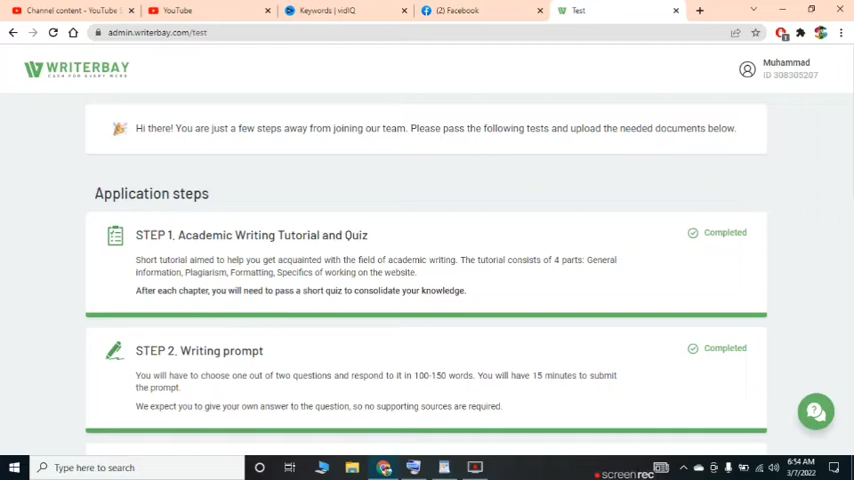 Channel content - YouTube S
YouTube
Keywords | vidIQ
(2) Facebook
Test
admin.writerbay.com/test
WRITERBAY
CASH FOR EVERY WORD
Muhammad
ID 308305207
Hi there! You are just a few steps away from joining our team. Please pass the following tests and upload the needed documents below.
Application steps
STEP 1. Academic Writing Tutorial and Quiz
Completed
Short tutorial aimed to help you get acquainted with the field of academic writing. The tutorial consists of 4 parts: General
information, Plagiarism, Formatting, Specifics of working on the website.
After each chapter, you will need to pass a short quiz to consolidate your knowledge.
STEP 2. Writing prompt
Completed
You will have to choose one out of two questions and respond to it in 100-150 words. You will have 15 minutes to submit
the prompt.
We expect you to give your own answer to the question, so no supporting sources are required.
Type here to search
screenrec
6:54 AM
3/7/2022